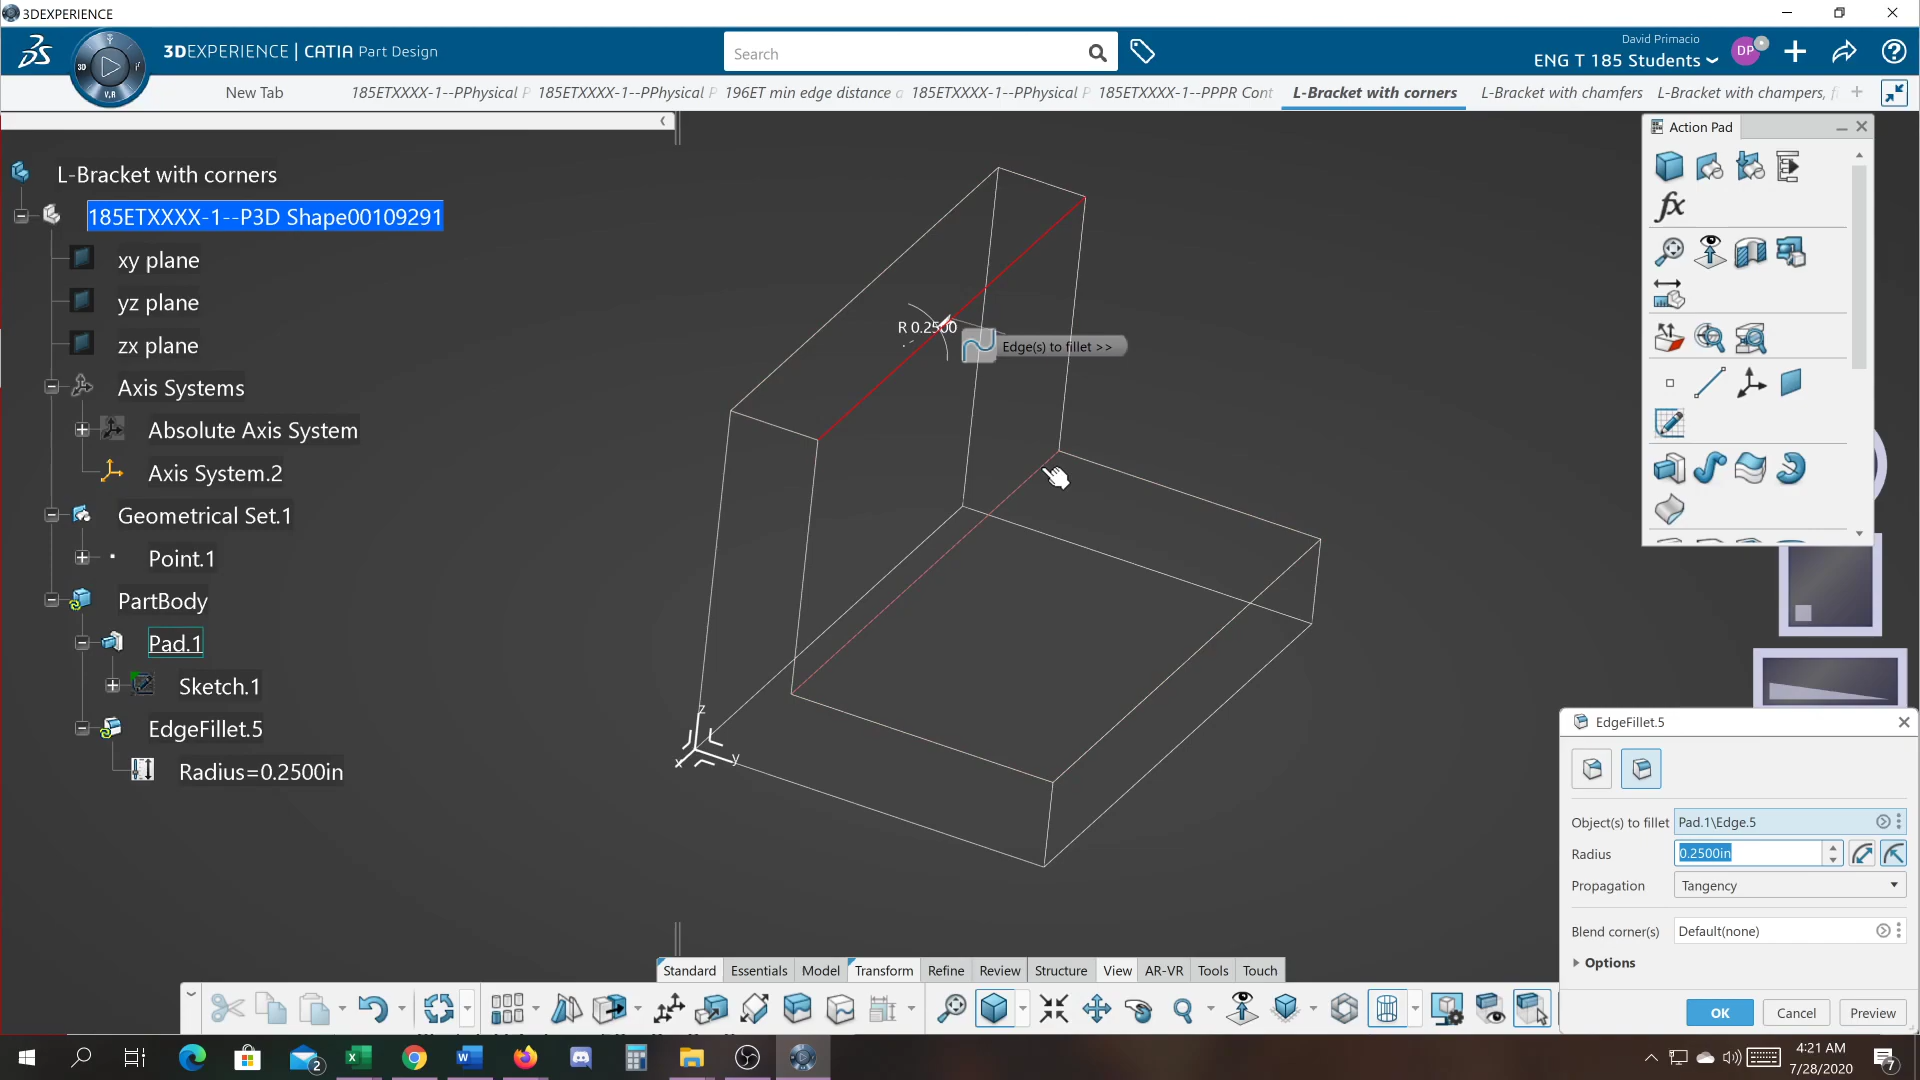 3DEXPERIENCE
3DEXPERIENCE | CATIA Part Design
Search
David Primacio
ENG T 185 Students
DP
3D
V.R
New Tab
185ETXXXX-1--PPhysical P
185ETXXXX-1--PPhysical P
196ET min edge distance a
185ETXXXX-1--PPhysical P
185ETXXXX-1--PPPR Cont
L-Bracket with corners
L-Bracket with chamfers
L-Bracket with champers, f
Action Pad
L-Bracket with corners
185ETXXXX-1--P3D Shape00109291
fx
xy plane
yz plane
zx plane
R 0.2500
Edge(s) to fillet >>
Axis Systems
Absolute Axis System
Axis System.2
Geometrical Set.1
Point.1
PartBody
Pad.1
Sketch.1
EdgeFillet.5
Radius=0.2500in
z
x
y
EdgeFillet.5
Object(s) to fillet
Pad.1\Edge.5
Radius
0.2500in
Propagation
Tangency
Blend corner(s)
Default(none)
Options
OK
Cancel
Preview
Standard
Essentials
Model
Transform
Refine
Review
Structure
View
AR-VR
Tools
Touch
2
4:21 AM
7/28/2020
7